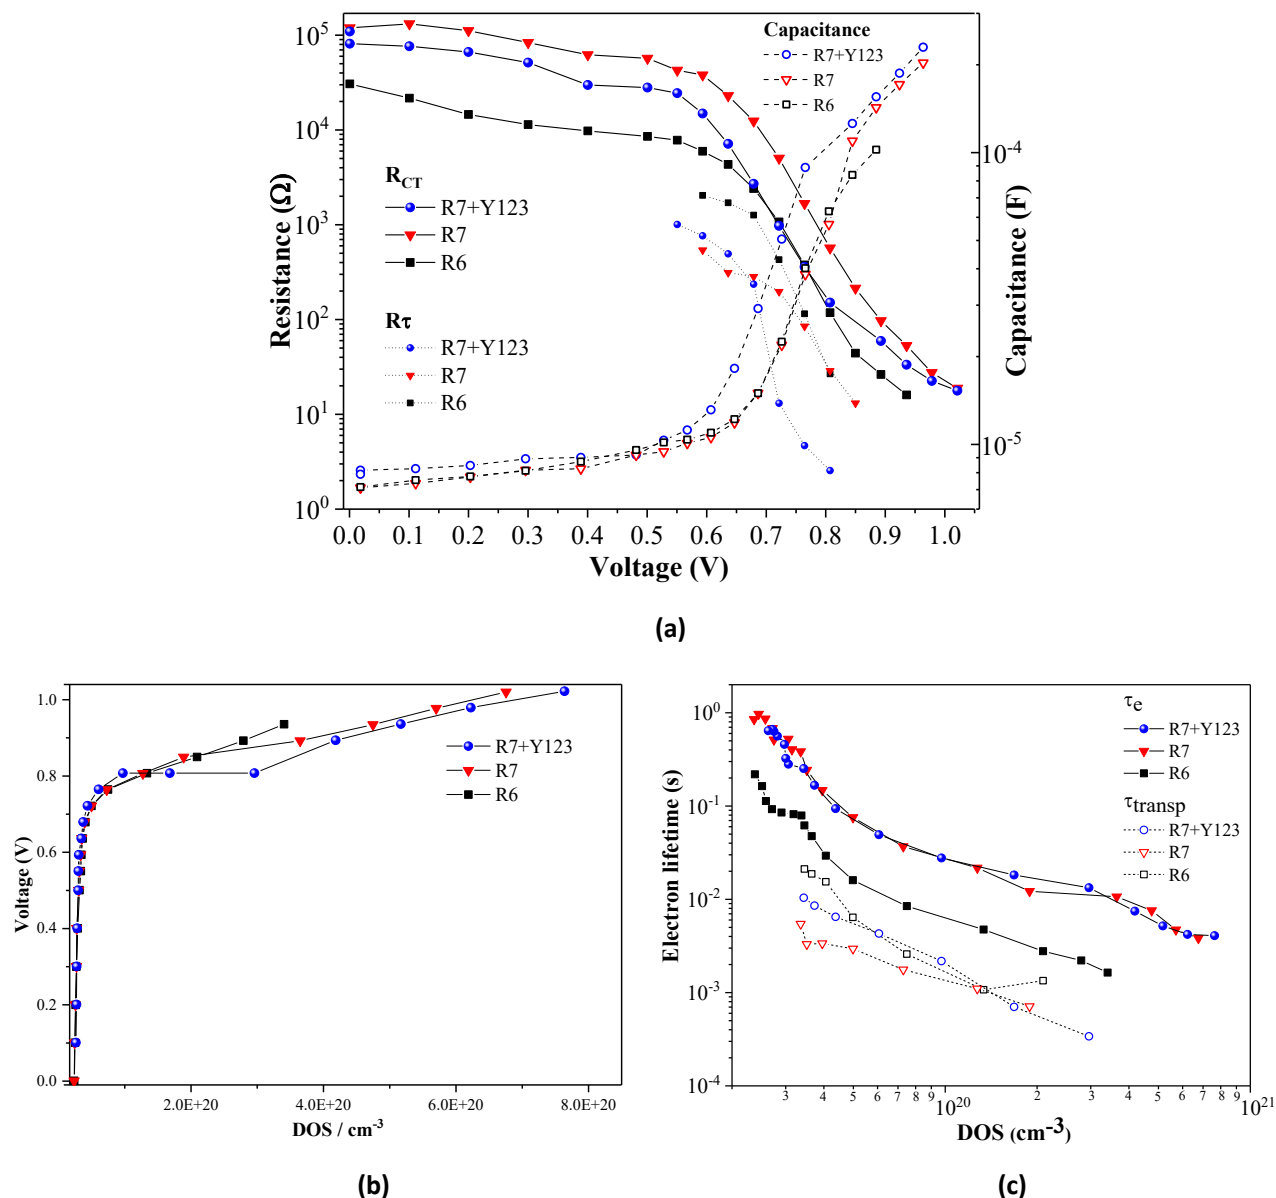 Capacitance
R7+Y123
R7
R6
R_CT
R7+Y123
R7
R6
Rτ
R7+Y123
R7
R6
10^5
10^4
10^3
10^2
10^1
10^0
Resistance (Ω)
10^-4
10^-5
Capacitance (F)
0.0 0.1 0.2 0.3 0.4 0.5 0.6 0.7 0.8 0.9 1.0
Voltage (V)
(a)
1.0
0.8
0.6
0.4
0.2
0.0
Voltage (V)
R7+Y123
R7
R6
2.0E+20 4.0E+20 6.0E+20 8.0E+20
DOS / cm^-3
(b)
10^0
10^-1
10^-2
10^-3
10^-4
Electron lifetime (s)
τ_e
R7+Y123
R7
R6
τ_transp
R7+Y123
R7
R6
3 4 5 6 7 8 9 10^20 2 3 4 5 6 7 8 9 10^21
DOS (cm^-3)
(c)